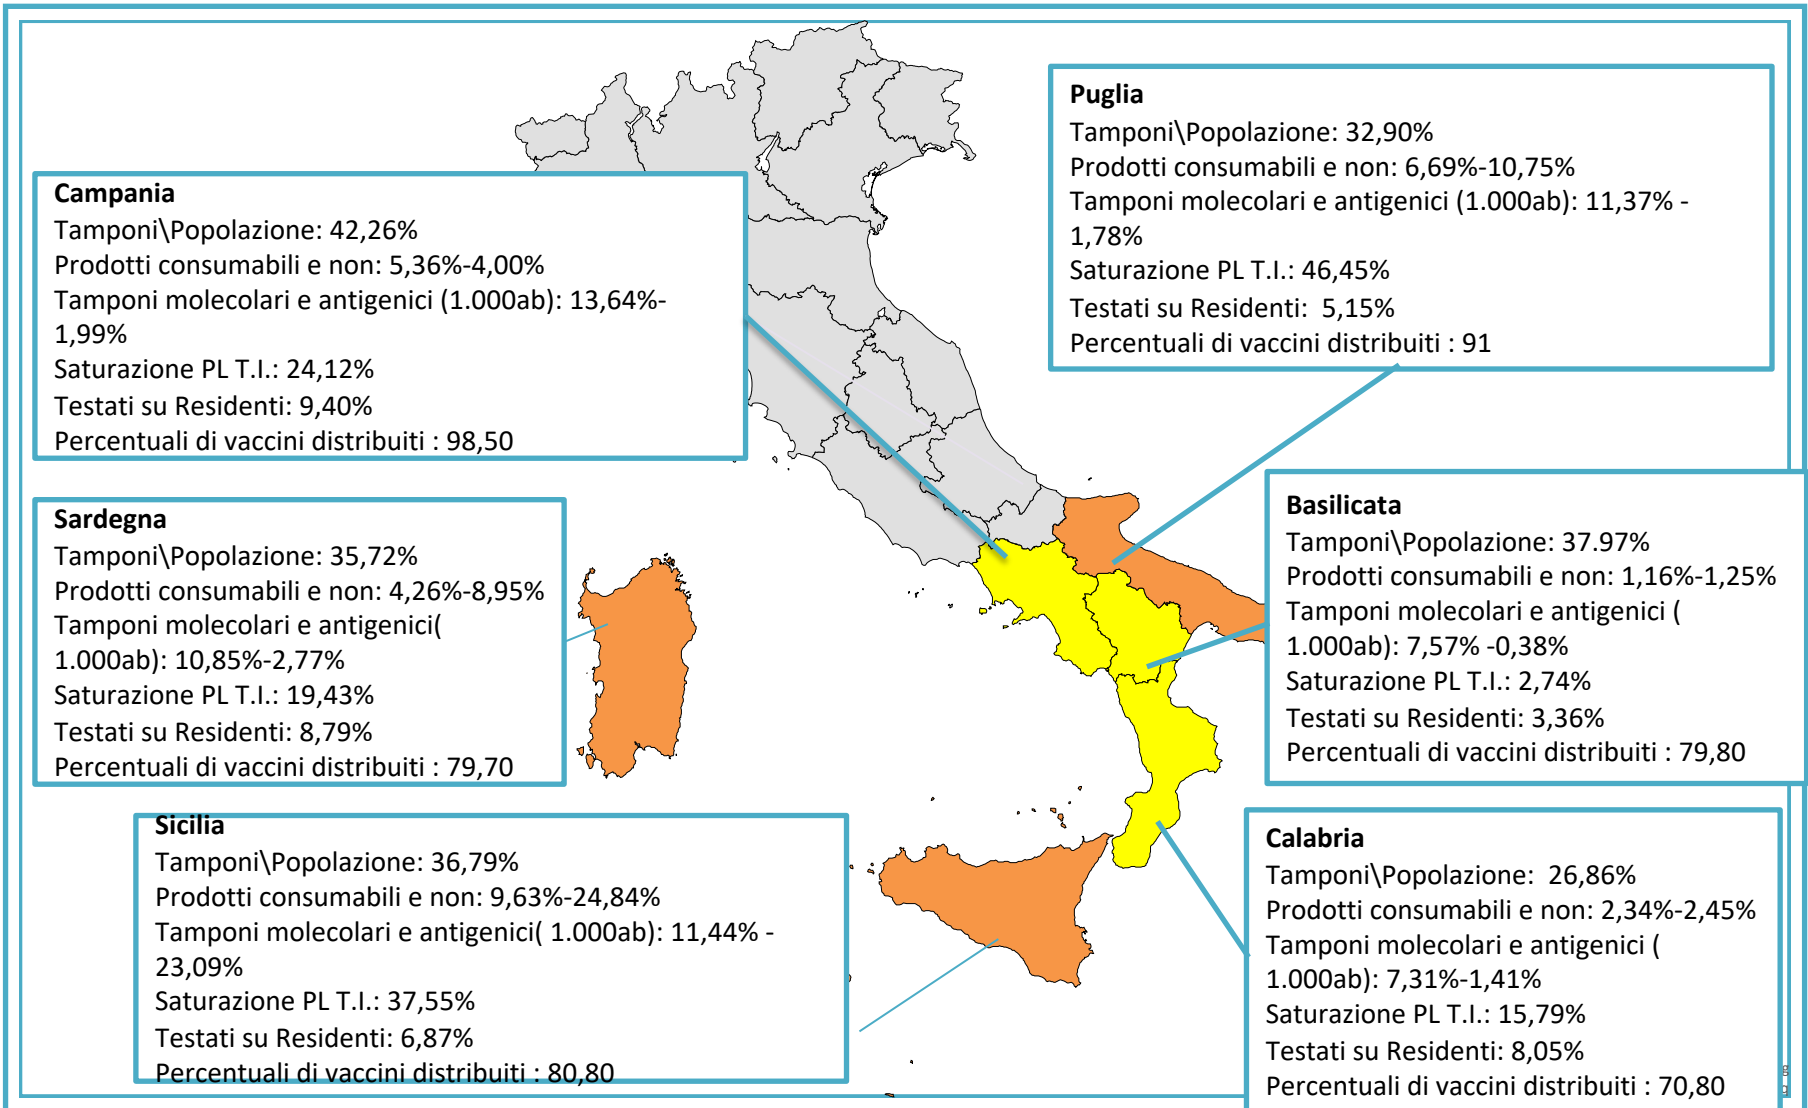 Campania
Tamponi\Popolazione: 42,26%
Prodotti consumabili e non: 5,36%-4,00%
Tamponi molecolari e antigenici (1.000ab): 13,64%-
1,99%
Saturazione PL T.I.: 24,12%
Testati su Residenti: 9,40%
Percentuali di vaccini distribuiti : 98,50
Puglia
Tamponi\Popolazione: 32,90%
Prodotti consumabili e non: 6,69%-10,75%
Tamponi molecolari e antigenici (1.000ab): 11,37% -
1,78%
Saturazione PL T.I.: 46,45%
Testati su Residenti:  5,15%
Percentuali di vaccini distribuiti : 91
Sardegna
Tamponi\Popolazione: 35,72%
Prodotti consumabili e non: 4,26%-8,95%
Tamponi molecolari e antigenici(
1.000ab): 10,85%-2,77%
Saturazione PL T.I.: 19,43%
Testati su Residenti: 8,79%
Percentuali di vaccini distribuiti : 79,70
Basilicata
Tamponi\Popolazione: 37.97%
Prodotti consumabili e non: 1,16%-1,25%
Tamponi molecolari e antigenici (
1.000ab): 7,57% -0,38%
Saturazione PL T.I.: 2,74%
Testati su Residenti: 3,36%
Percentuali di vaccini distribuiti : 79,80
Sicilia
Tamponi\Popolazione: 36,79%
Prodotti consumabili e non: 9,63%-24,84%
Tamponi molecolari e antigenici( 1.000ab): 11,44% -
23,09%
Saturazione PL T.I.: 37,55%
Testati su Residenti: 6,87%
Percentuali di vaccini distribuiti : 80,80
Calabria
Tamponi\Popolazione:  26,86%
Prodotti consumabili e non: 2,34%-2,45%
Tamponi molecolari e antigenici (
1.000ab): 7,31%-1,41%
Saturazione PL T.I.: 15,79%
Testati su Residenti: 8,05%
Percentuali di vaccini distribuiti : 70,80